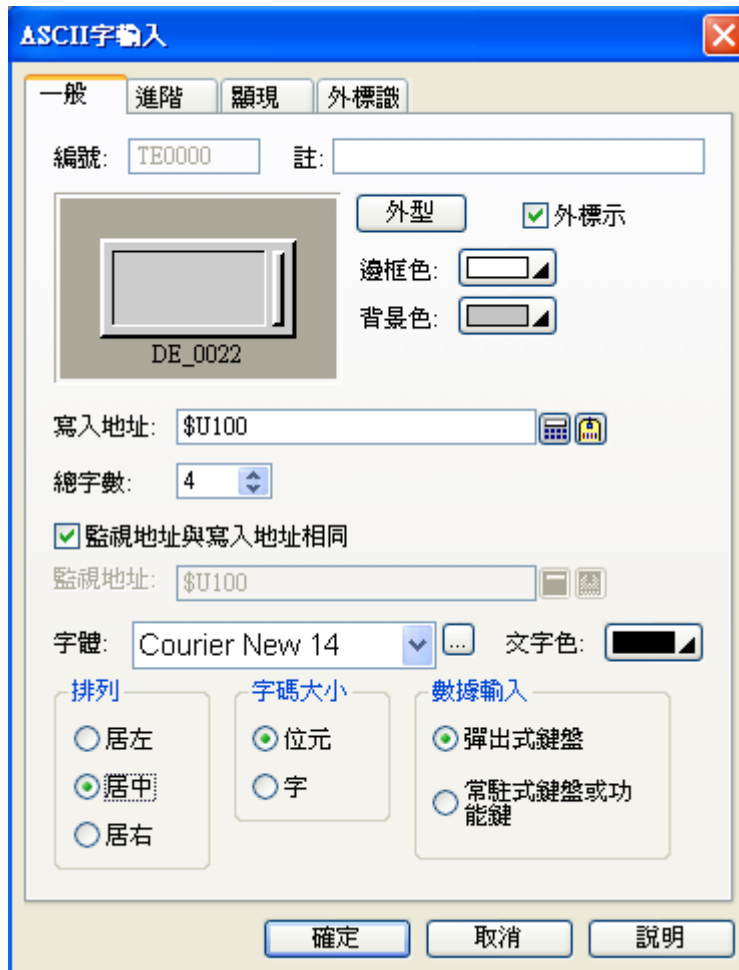 ASCII字輸入
一般 進階 顯現 外標識
編號: TE0000 註:
外型 外標示
邊框色:
背景色:
DE_0022
寫入地址: $U100
總字數: 4
監視地址與寫入地址相同
監視地址: $U100
字體: Courier New 14 ... 文字色:
排列 字碼大小 數據輸入
居左 位元 彈出式鍵盤
居中 字 常駐式鍵盤或功
能鍵
居右
確定 取消 說明